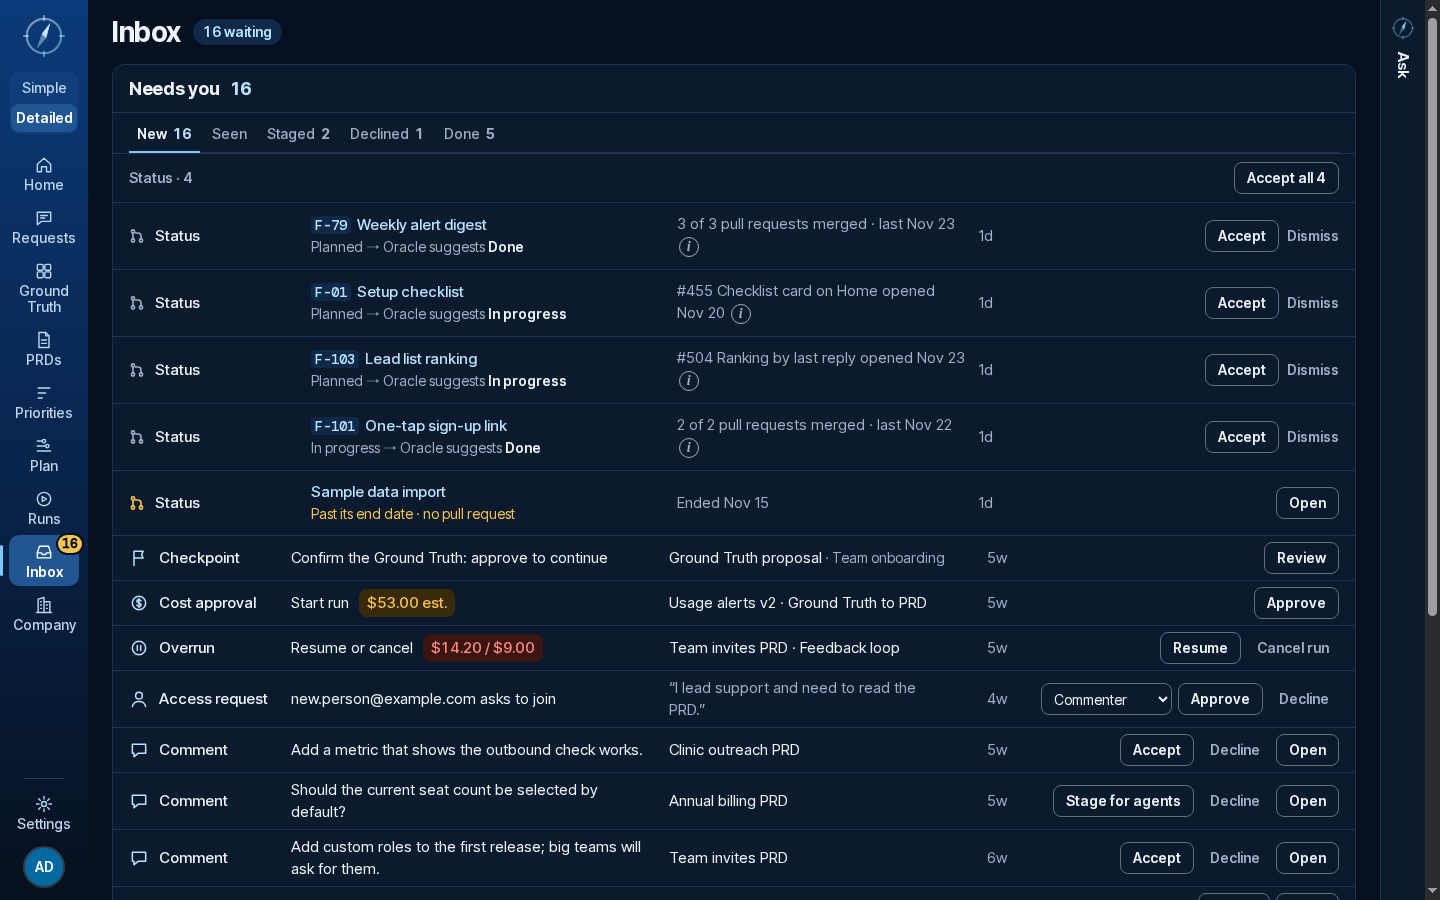 Simple
Detailed
Home
Requests
Ground
Truth
PRDs
Priorities
Plan
Runs
16
Inbox
Company
Settings
AD
Inbox 16 waiting
Needs you 16
New 16 Seen Staged 2 Declined 1 Done 5
Status · 4 Accept all 4
Status F-79 Weekly alert digest 3 of 3 pull requests merged · last Nov 23 1d Accept Dismiss
Planned → Oracle suggests Done i
Status F-01 Setup checklist #455 Checklist card on Home opened 1d Accept Dismiss
Planned → Oracle suggests In progress Nov 20 i
Status F-103 Lead list ranking #504 Ranking by last reply opened Nov 23 1d Accept Dismiss
Planned → Oracle suggests In progress i
Status F-101 One-tap sign-up link 2 of 2 pull requests merged · last Nov 22 1d Accept Dismiss
In progress → Oracle suggests Done i
Status Sample data import Ended Nov 15 1d Open
Past its end date · no pull request
Checkpoint Confirm the Ground Truth: approve to continue Ground Truth proposal · Team onboarding 5w Review
Cost approval Start run $53.00 est. Usage alerts v2 · Ground Truth to PRD 5w Approve
Overrun Resume or cancel $14.20 / $9.00 Team invites PRD · Feedback loop 5w Resume Cancel run
Access request new.person@example.com asks to join “I lead support and need to read the 4w Commenter Approve Decline
PRD.”
Comment Add a metric that shows the outbound check works. Clinic outreach PRD 5w Accept Decline Open
Comment Should the current seat count be selected by Annual billing PRD 5w Stage for agents Decline Open
default?
Comment Add custom roles to the first release; big teams will Team invites PRD 6w Accept Decline Open
ask for them.
Ask